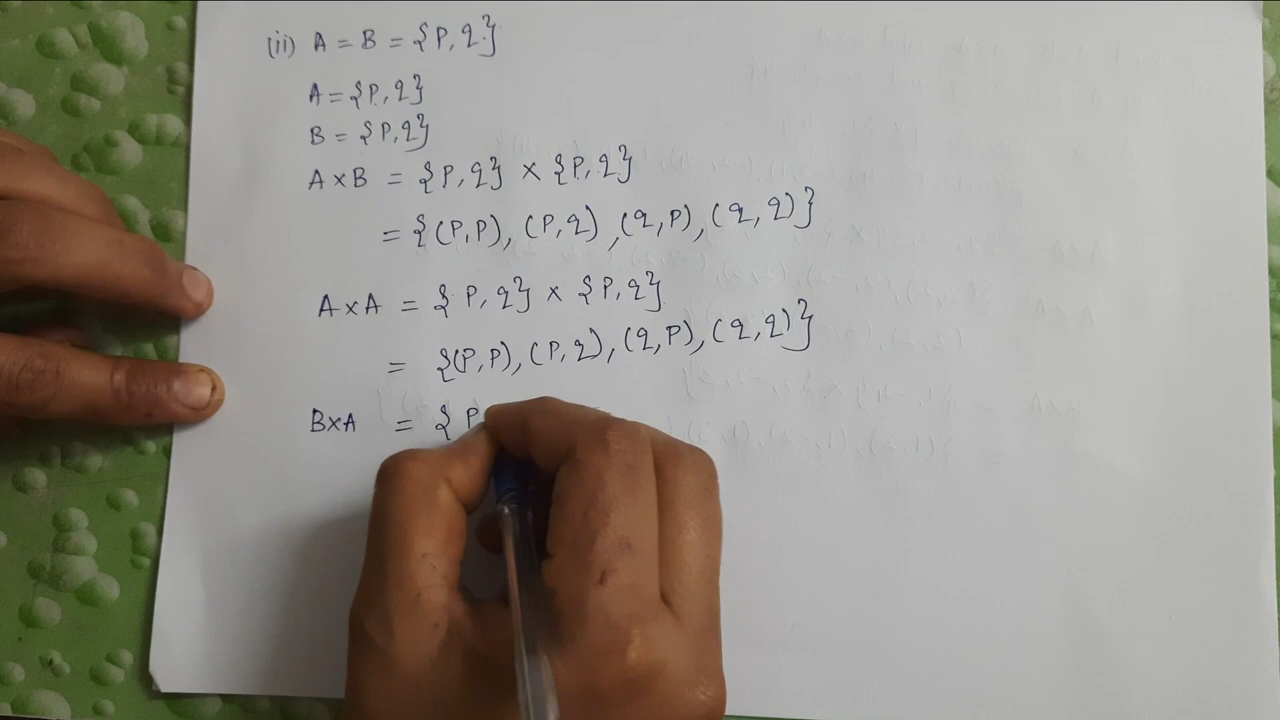 (ii) A = B = {P, q}
A = {P, q}
B = {P, q}
A × B = {P, q} × {P, q}
= {(P, P), (P, q), (q, P), (q, q)}
A × A = {P, q} × {P, q}
= {(P, P), (P, q), (q, P), (q, q)}
B×A = { P